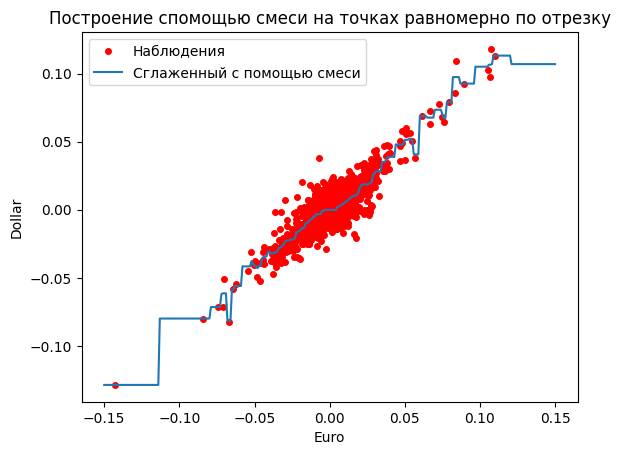 Построение спомощью смеси на точках равномерно по отрезку
Наблюдения
Сглаженный с помощью смеси
0.10
0.05
0.00
−0.05
−0.10
Dollar
−0.15
−0.10
−0.05
0.00
0.05
0.10
0.15
Euro